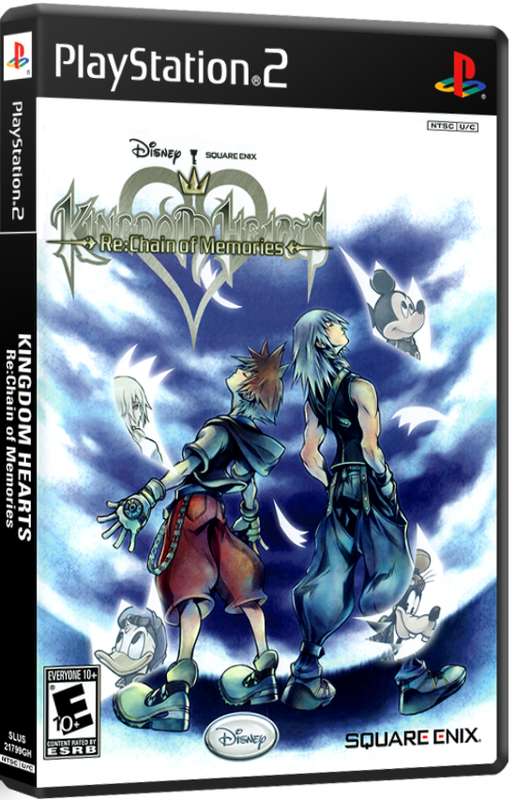 PlayStation®2
NTSC U/C
Disney SQUARE ENIX
KINGDOM HEARTS
Re:Chain of Memories
EVERYONE 10+
E
10+
CONTENT RATED BY
ESRB
Disney
SQUARE ENIX®
PlayStation®2
KINGDOM HEARTS
Re:Chain of Memories
SLUS
21799GH
NTSC U/C